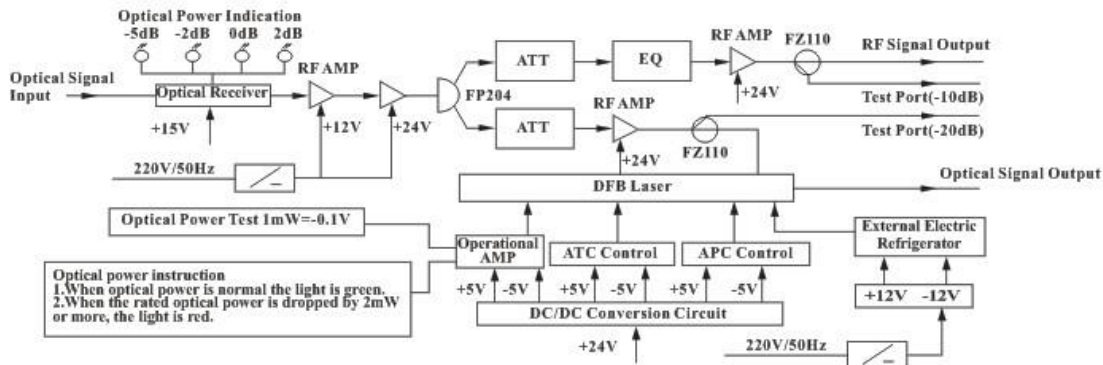 Optical Power Indication
-5dB -2dB 0dB 2dB
Optical Signal
Input
Optical Receiver
+15V
RF AMP
+12V
+24V
FP204
ATT
EQ
RF AMP
+24V
FZ110
RF Signal Output
Test Port(-10dB)
ATT
RF AMP
+24V
FZ110
Test Port(-20dB)
220V/50Hz
DFB Laser
Optical Signal Output
Optical Power Test 1mW=-0.1V
Operational
AMP
ATC Control
APC Control
External Electric
Refrigerator
Optical power instruction
1.When optical power is normal the light is green.
2.When the rated optical power is dropped by 2mW
or more, the light is red.
+5V -5V +5V -5V +5V -5V
+12V -12V
DC/DC Conversion Circuit
+24V
220V/50Hz